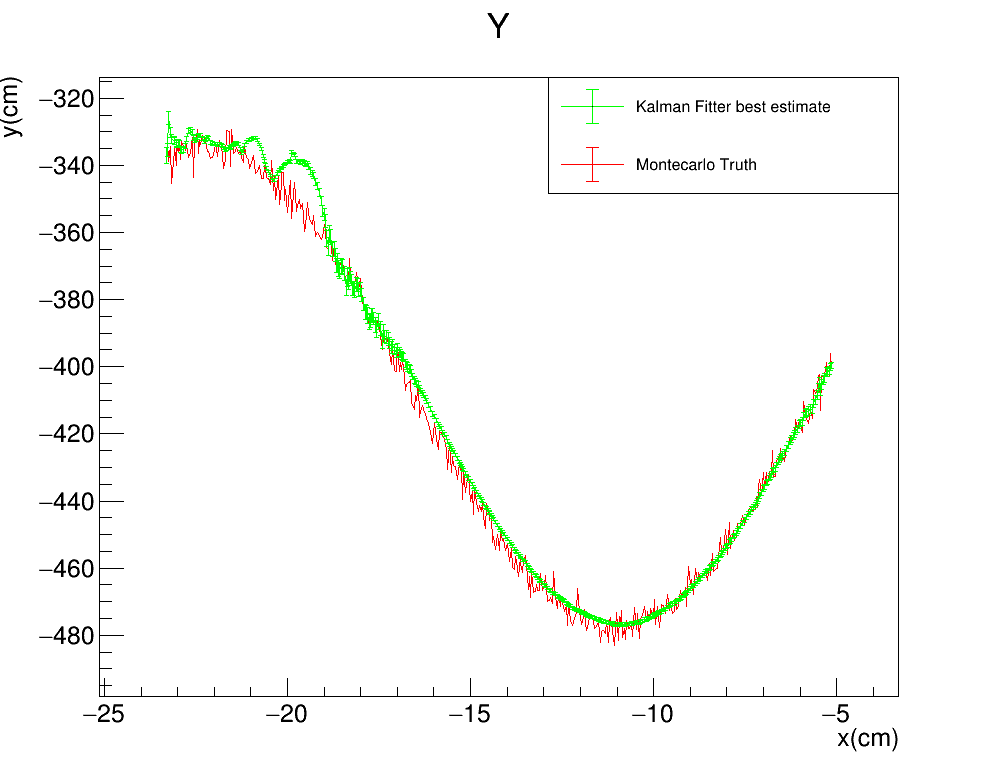 Y
y(cm)
Kalman Fitter best estimate
Montecarlo Truth
−320
−340
−360
−380
−400
−420
−440
−460
−480
−25 −20 −15 −10 −5
x(cm)